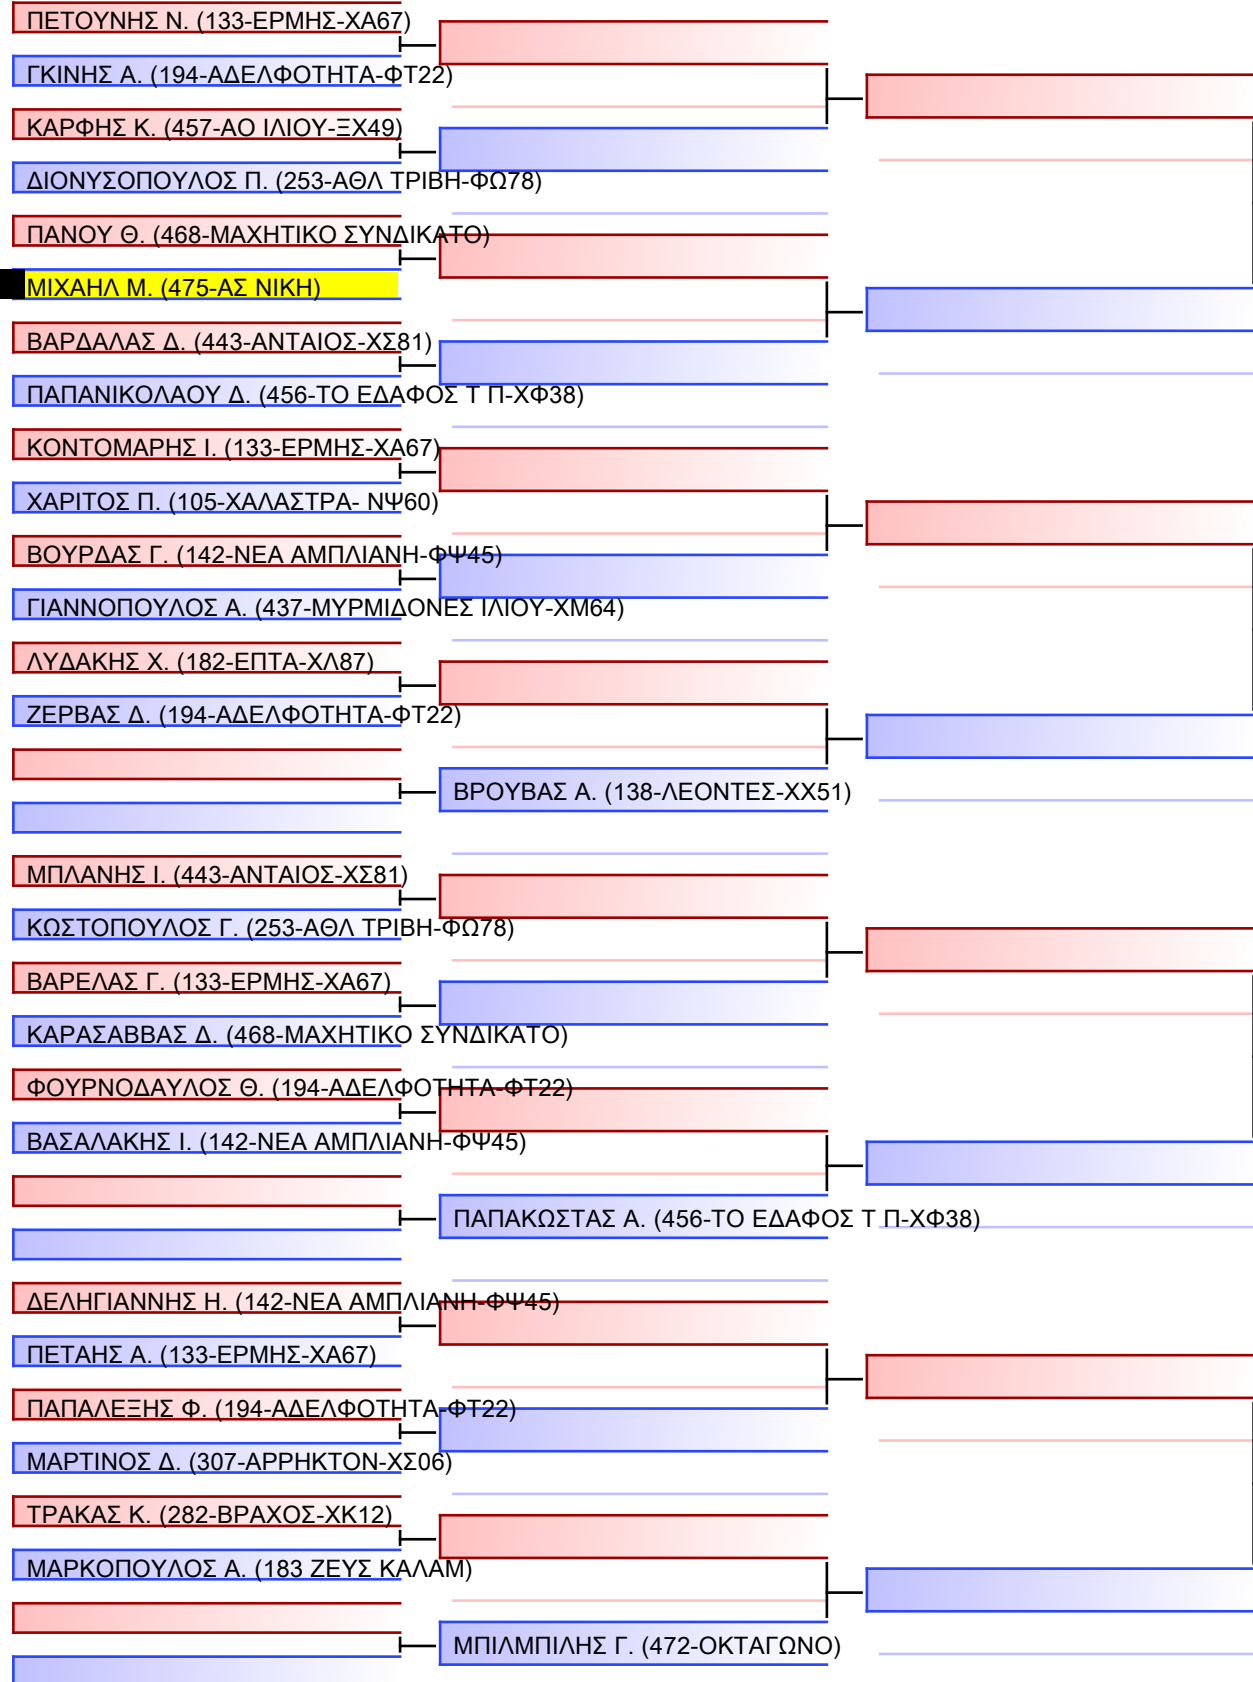 ΠΕΤΟΥΝΗΣ Ν. (133-ΕΡΜΗΣ-ΧΑ67)
ΓΚΙΝΗΣ Α. (194-ΑΔΕΛΦΟΤΗΤΑ-ΦΤ22)
ΚΑΡΦΗΣ Κ. (457-ΑΟ ΙΛΙΟΥ-ΞΧ49)
ΔΙΟΝΥΣΟΠΟΥΛΟΣ Π. (253-ΑΘΛ ΤΡΙΒΗ-ΦΩ78)
ΠΑΝΟΥ Θ. (468-ΜΑΧΗΤΙΚΟ ΣΥΝΔΙΚΑΤΟ)
ΜΙΧΑΗΛ Μ. (475-ΑΣ ΝΙΚΗ)
ΒΑΡΔΑΛΑΣ Δ. (443-ΑΝΤΑΙΟΣ-ΧΣ81)
ΠΑΠΑΝΙΚΟΛΑΟΥ Δ. (456-ΤΟ ΕΔΑΦΟΣ Τ Π-ΧΦ38)
ΚΟΝΤΟΜΑΡΗΣ Ι. (133-ΕΡΜΗΣ-ΧΑ67)
ΧΑΡΙΤΟΣ Π. (105-ΧΑΛΑΣΤΡΑ- ΝΨ60)
ΒΟΥΡΔΑΣ Γ. (142-ΝΕΑ ΑΜΠΛΙΑΝΗ-ΦΨ45)
ΓΙΑΝΝΟΠΟΥΛΟΣ Α. (437-ΜΥΡΜΙΔΟΝΕΣ ΙΛΙΟΥ-ΧΜ64)
ΛΥΔΑΚΗΣ Χ. (182-ΕΠΤΑ-ΧΛ87)
ΖΕΡΒΑΣ Δ. (194-ΑΔΕΛΦΟΤΗΤΑ-ΦΤ22)
ΒΡΟΥΒΑΣ Α. (138-ΛΕΟΝΤΕΣ-ΧΧ51)
ΜΠΛΑΝΗΣ Ι. (443-ΑΝΤΑΙΟΣ-ΧΣ81)
ΚΩΣΤΟΠΟΥΛΟΣ Γ. (253-ΑΘΛ ΤΡΙΒΗ-ΦΩ78)
ΒΑΡΕΛΑΣ Γ. (133-ΕΡΜΗΣ-ΧΑ67)
ΚΑΡΑΣΑΒΒΑΣ Δ. (468-ΜΑΧΗΤΙΚΟ ΣΥΝΔΙΚΑΤΟ)
ΦΟΥΡΝΟΔΑΥΛΟΣ Θ. (194-ΑΔΕΛΦΟΤΗΤΑ-ΦΤ22)
ΒΑΣΑΛΑΚΗΣ Ι. (142-ΝΕΑ ΑΜΠΛΙΑΝΗ-ΦΨ45)
ΠΑΠΑΚΩΣΤΑΣ Α. (456-ΤΟ ΕΔΑΦΟΣ Τ Π-ΧΦ38)
ΔΕΛΗΓΙΑΝΝΗΣ Η. (142-ΝΕΑ ΑΜΠΛΙΑΝΗ-ΦΨ45)
ΠΕΤΑΗΣ Α. (133-ΕΡΜΗΣ-ΧΑ67)
ΠΑΠΑΛΕΞΗΣ Φ. (194-ΑΔΕΛΦΟΤΗΤΑ-ΦΤ22)
ΜΑΡΤΙΝΟΣ Δ. (307-ΑΡΡΗΚΤΟΝ-ΧΣ06)
ΤΡΑΚΑΣ Κ. (282-ΒΡΑΧΟΣ-ΧΚ12)
ΜΑΡΚΟΠΟΥΛΟΣ Α. (183 ΖΕΥΣ ΚΑΛΑΜ)
ΜΠΙΛΜΠΙΛΗΣ Γ. (472-ΟΚΤΑΓΩΝΟ)